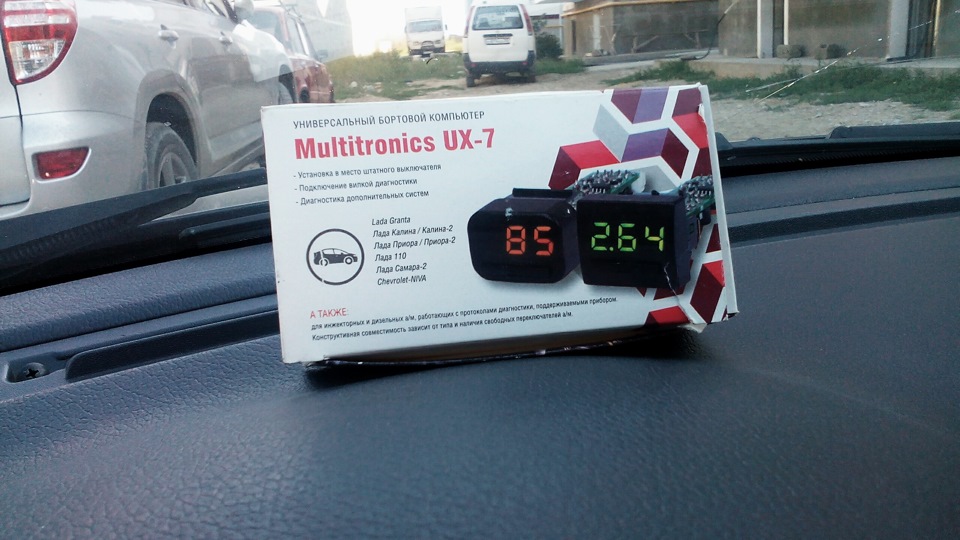 УНИВЕРСАЛЬНЫЙ БОРТОВОЙ КОМПЬЮТЕР
Multitronics UX-7
- Установка в место штатного выключателя
- Подключение вилкой диагностики
- Диагностика дополнительных систем
Lada Granta
Лада Калина / Калина-2
Лада Приора / Приора-2
Лада 110
Лада Самара-2
Chevrolet-NIVA
85
2.64
А ТАКЖЕ:
для инжекторных и дизельных а/м, работающих с протоколами диагностики, поддерживаемыми прибором.
Конструктивная совместимость зависит от типа и наличия свободных переключателей а/м.